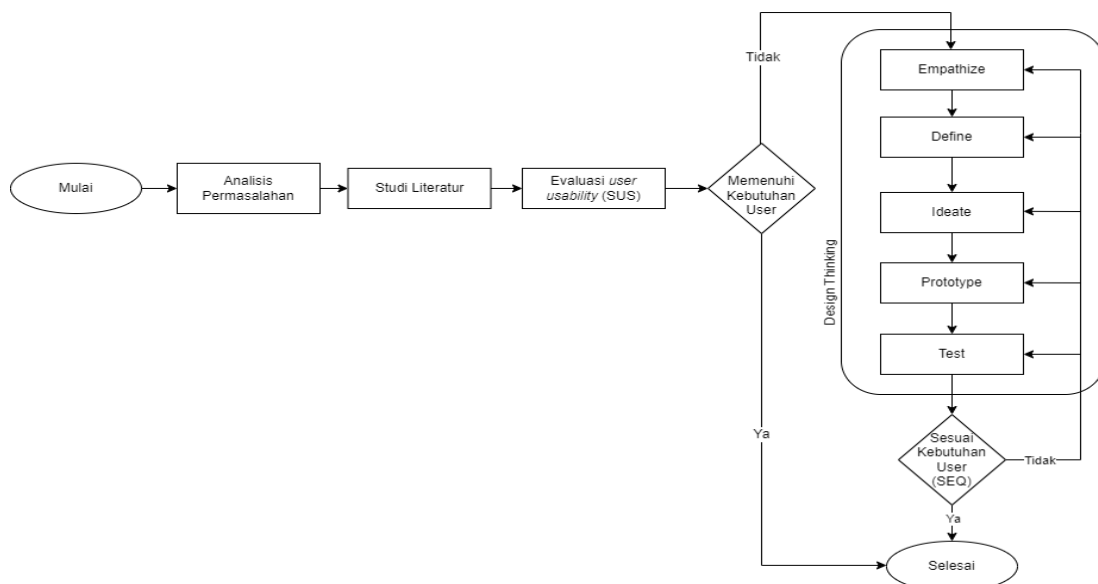 Mulai
Analisis
Permasalahan
Studi Literatur
Evaluasi user
usability (SUS)
Memenuhi
Kebutuhan
User
Tidak
Ya
Design Thinking
Empathize
Define
Ideate
Prototype
Test
Sesuai
Kebutuhan
User
(SEQ)
Tidak
Ya
Selesai